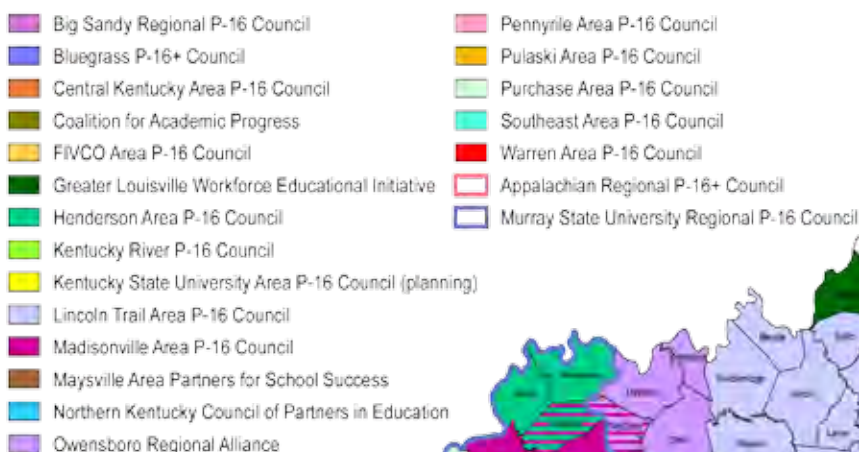 Big Sandy Regional P-16 Council
Bluegrass P-16+ Council
Central Kentucky Area P-16 Council
Coalition for Academic Progress
FIVCO Area P-16 Council
Greater Louisville Workforce Educational Initiative
Henderson Area P-16 Council
Kentucky River P-16 Council
Kentucky State University Area P-16 Council (planning)
Lincoln Trail Area P-16 Council
Madisonville Area P-16 Council
Maysville Area Partners for School Success
Northern Kentucky Council of Partners in Education
Owensboro Regional Alliance
Pennyrile Area P-16 Council
Pulaski Area P-16 Council
Purchase Area P-16 Council
Southeast Area P-16 Council
Warren Area P-16 Council
Appalachian Regional P-16+ Council
Murray State University Regional P-16 Council